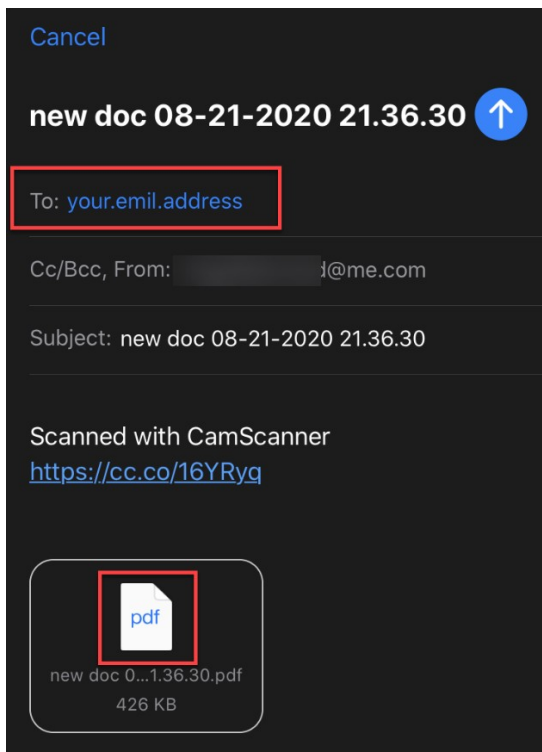 Cancel
new doc 08-21-2020 21.36.30
To: your.emil.address
Cc/Bcc, From: d@me.com
Subject: new doc 08-21-2020 21.36.30
Scanned with CamScanner
https://cc.co/16YRyq
pdf
new doc 0...1.36.30.pdf
426 KB